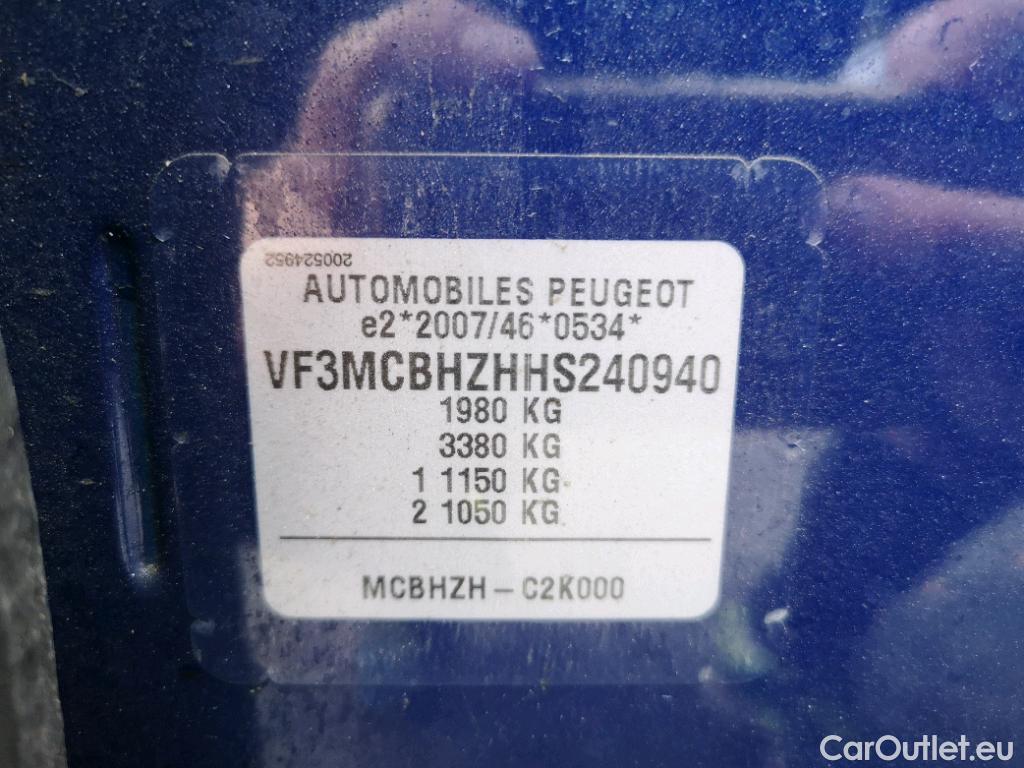 200524952
AUTOMOBILES PEUGEOT
e2*2007/46*0534*
VF3MCBHZHHS240940
1980 KG
3380 KG
1 1150 KG
2 1050 KG
MCBHZH - C2K000
CarOutlet.eu